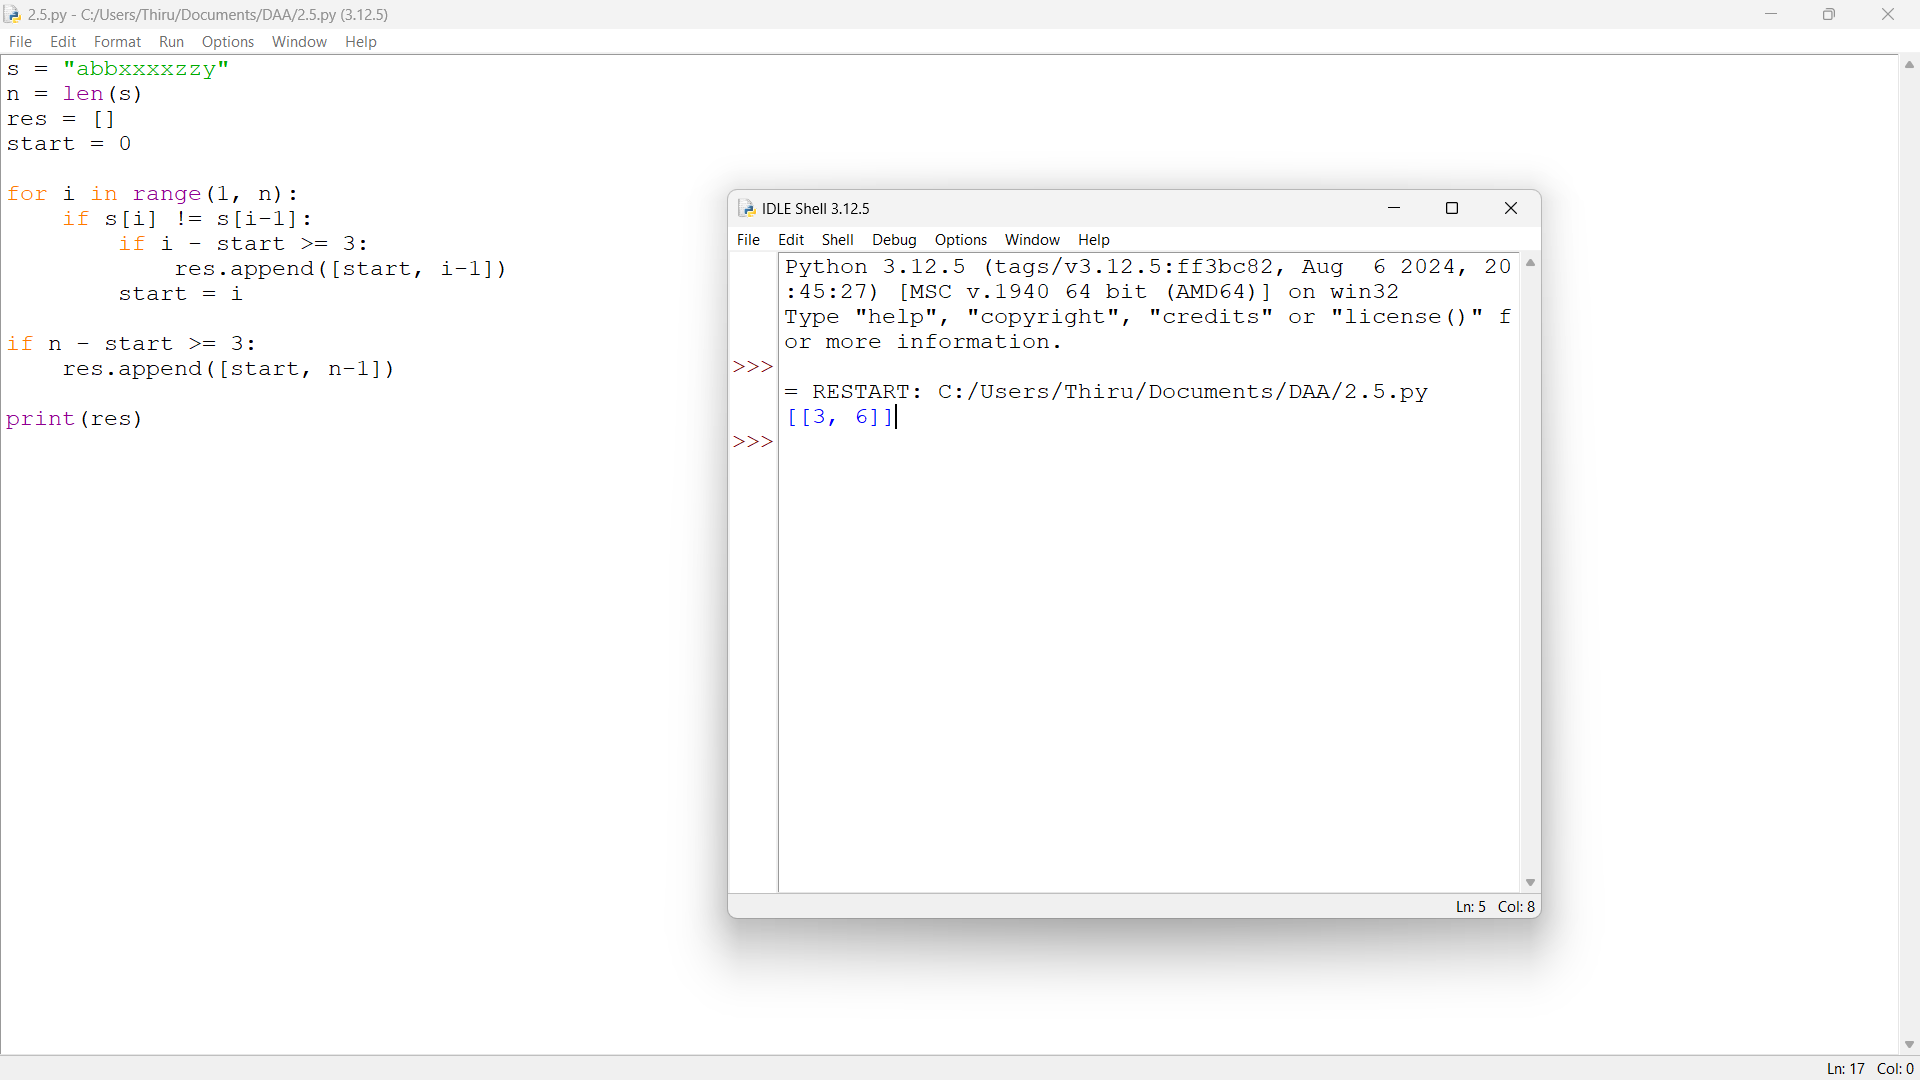 2.5.py - C:/Users/Thiru/Documents/DAA/2.5.py (3.12.5)
File Edit Format Run Options Window Help
s = "abbxxxxzzy"
n = len(s)
res = []
start = 0
for i in range(1, n):
    if s[i] != s[i-1]:
        if i - start >= 3:
            res.append([start, i-1])
        start = i
if n - start >= 3:
    res.append([start, n-1])
print(res)
IDLE Shell 3.12.5
File Edit Shell Debug Options Window Help
Python 3.12.5 (tags/v3.12.5:ff3bc82, Aug  6 2024, 20
:45:27) [MSC v.1940 64 bit (AMD64)] on win32
Type "help", "copyright", "credits" or "license()" f
or more information.
>>>
= RESTART: C:/Users/Thiru/Documents/DAA/2.5.py
[[3, 6]]
>>>
Ln: 5 Col: 8
Ln: 17 Col: 0